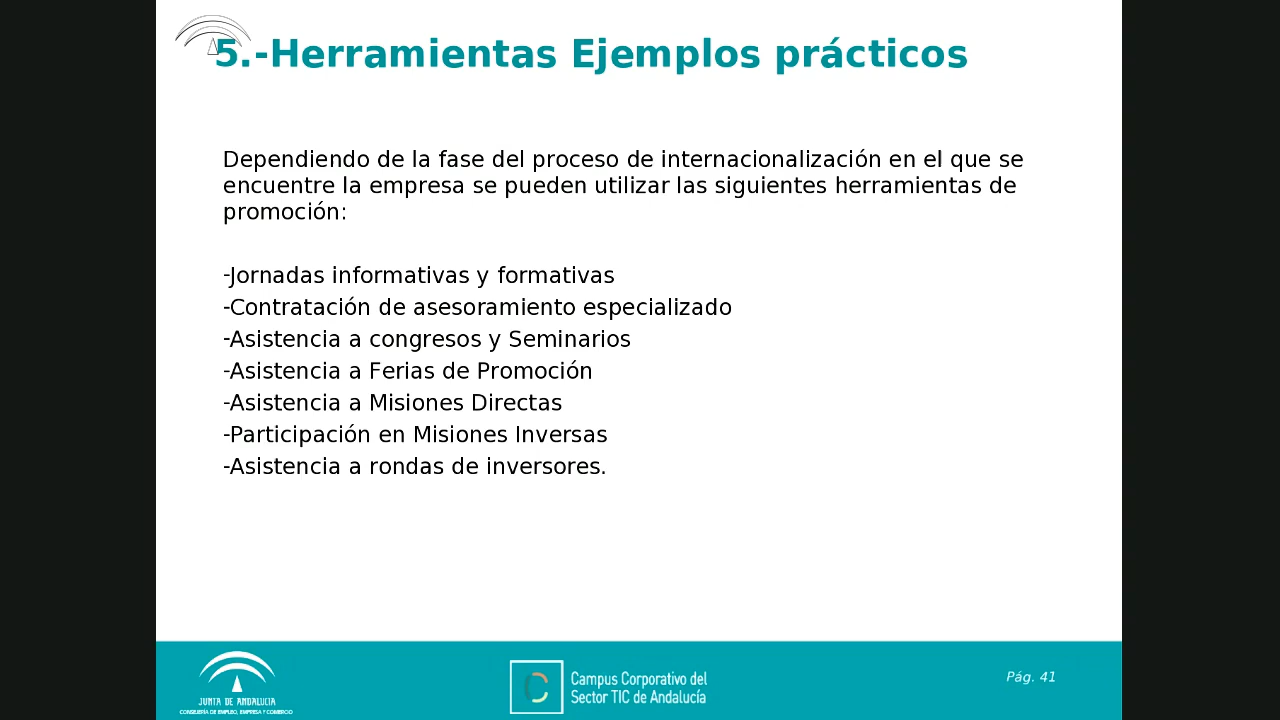 5.-Herramientas Ejemplos prácticos
Dependiendo de la fase del proceso de internacionalización en el que se
encuentre la empresa se pueden utilizar las siguientes herramientas de
promoción:
-Jornadas informativas y formativas
-Contratación de asesoramiento especializado
-Asistencia a congresos y Seminarios
-Asistencia a Ferias de Promoción
-Asistencia a Misiones Directas
-Participación en Misiones Inversas
-Asistencia a rondas de inversores.
JUNTA DE ANDALUCIA
CONSEJERÍA DE EMPLEO, EMPRESA Y COMERCIO
Campus Corporativo del
Sector TIC de Andalucía
Pág. 41